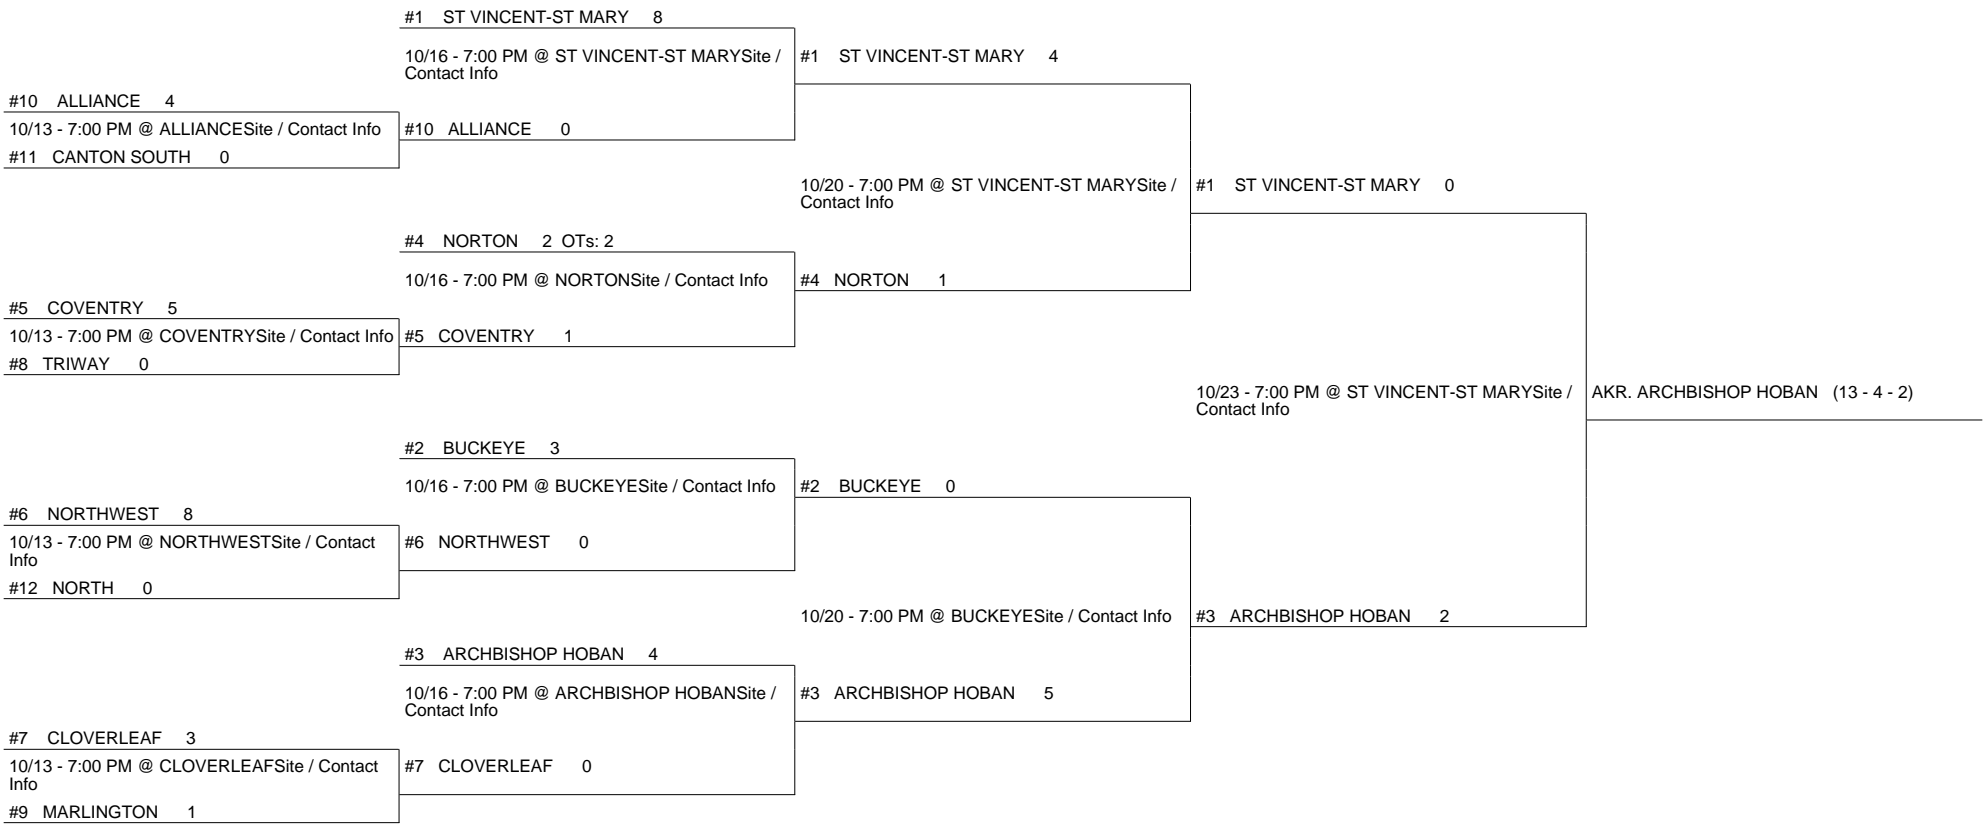 #1 ST VINCENT-ST MARY 8
10/16 - 7:00 PM @ ST VINCENT-ST MARYSite /
Contact Info
#1 ST VINCENT-ST MARY 4
#10 ALLIANCE 4
10/13 - 7:00 PM @ ALLIANCESite / Contact Info
#10 ALLIANCE 0
#11 CANTON SOUTH 0
10/20 - 7:00 PM @ ST VINCENT-ST MARYSite /
Contact Info
#1 ST VINCENT-ST MARY 0
#4 NORTON 2 OTs: 2
10/16 - 7:00 PM @ NORTONSite / Contact Info
#4 NORTON 1
#5 COVENTRY 5
10/13 - 7:00 PM @ COVENTRYSite / Contact Info
#5 COVENTRY 1
#8 TRIWAY 0
10/23 - 7:00 PM @ ST VINCENT-ST MARYSite /
Contact Info
AKR. ARCHBISHOP HOBAN (13 - 4 - 2)
#2 BUCKEYE 3
10/16 - 7:00 PM @ BUCKEYESite / Contact Info
#2 BUCKEYE 0
#6 NORTHWEST 8
10/13 - 7:00 PM @ NORTHWESTSite / Contact
Info
#6 NORTHWEST 0
#12 NORTH 0
10/20 - 7:00 PM @ BUCKEYESite / Contact Info
#3 ARCHBISHOP HOBAN 2
#3 ARCHBISHOP HOBAN 4
10/16 - 7:00 PM @ ARCHBISHOP HOBANSite /
Contact Info
#3 ARCHBISHOP HOBAN 5
#7 CLOVERLEAF 3
10/13 - 7:00 PM @ CLOVERLEAFSite / Contact
Info
#7 CLOVERLEAF 0
#9 MARLINGTON 1